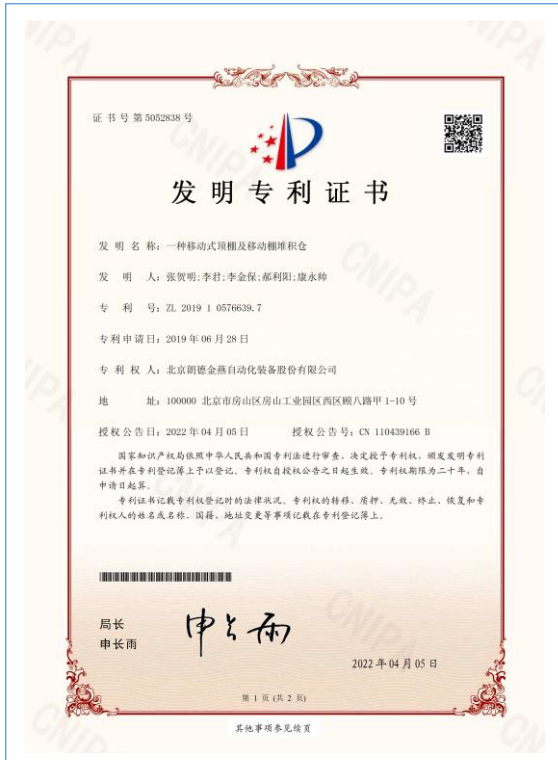 证书号第5052838号
发明专利证书
发明名称：一种移动式顶棚及移动棚堆积仓
发明人：张贺明;李君;李金保;郝利阳;康永帅
专利号：ZL 2019 1 0576639.7
专利申请日：2019年06月28日
专利权人：北京朗德金燕自动化装备股份有限公司
地址：100000 北京市房山区房山工业园区西区顾八路甲1-10号
授权公告日：2022年04月05日 授权公告号：CN 110439166 B
国家知识产权局依照中华人民共和国专利法进行审查，决定授予专利权，颁发发明专利
证书并在专利登记簿上予以登记。专利权自授权公告之日起生效。专利权期限为二十年，自
申请日起算。
专利证书记载专利权登记时的法律状况。专利权的转移、质押、无效、终止、恢复和专
利权人的姓名或名称、国籍、地址变更等事项记载在专利登记簿上。
局长
申长雨
申长雨
2022年04月05日
第 1 页 (共 2 页)
其他事项参见续页
CNIPA